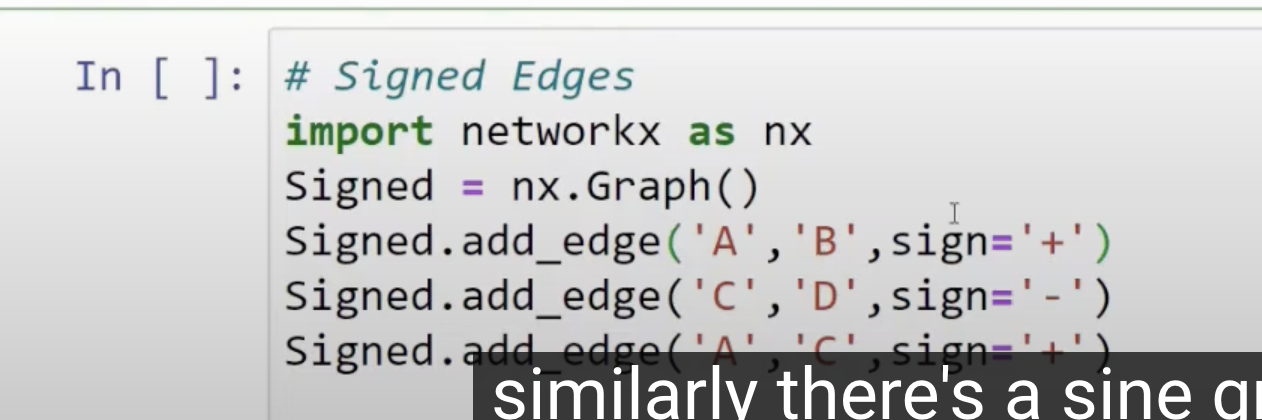 In [ ]:
# Signed Edges
import networkx as nx
Signed = nx.Graph()
Signed.add_edge('A','B',sign='+')
Signed.add_edge('C','D',sign='-')
Signed.add_edge('A','C',sign='+')
similarly there's a sine